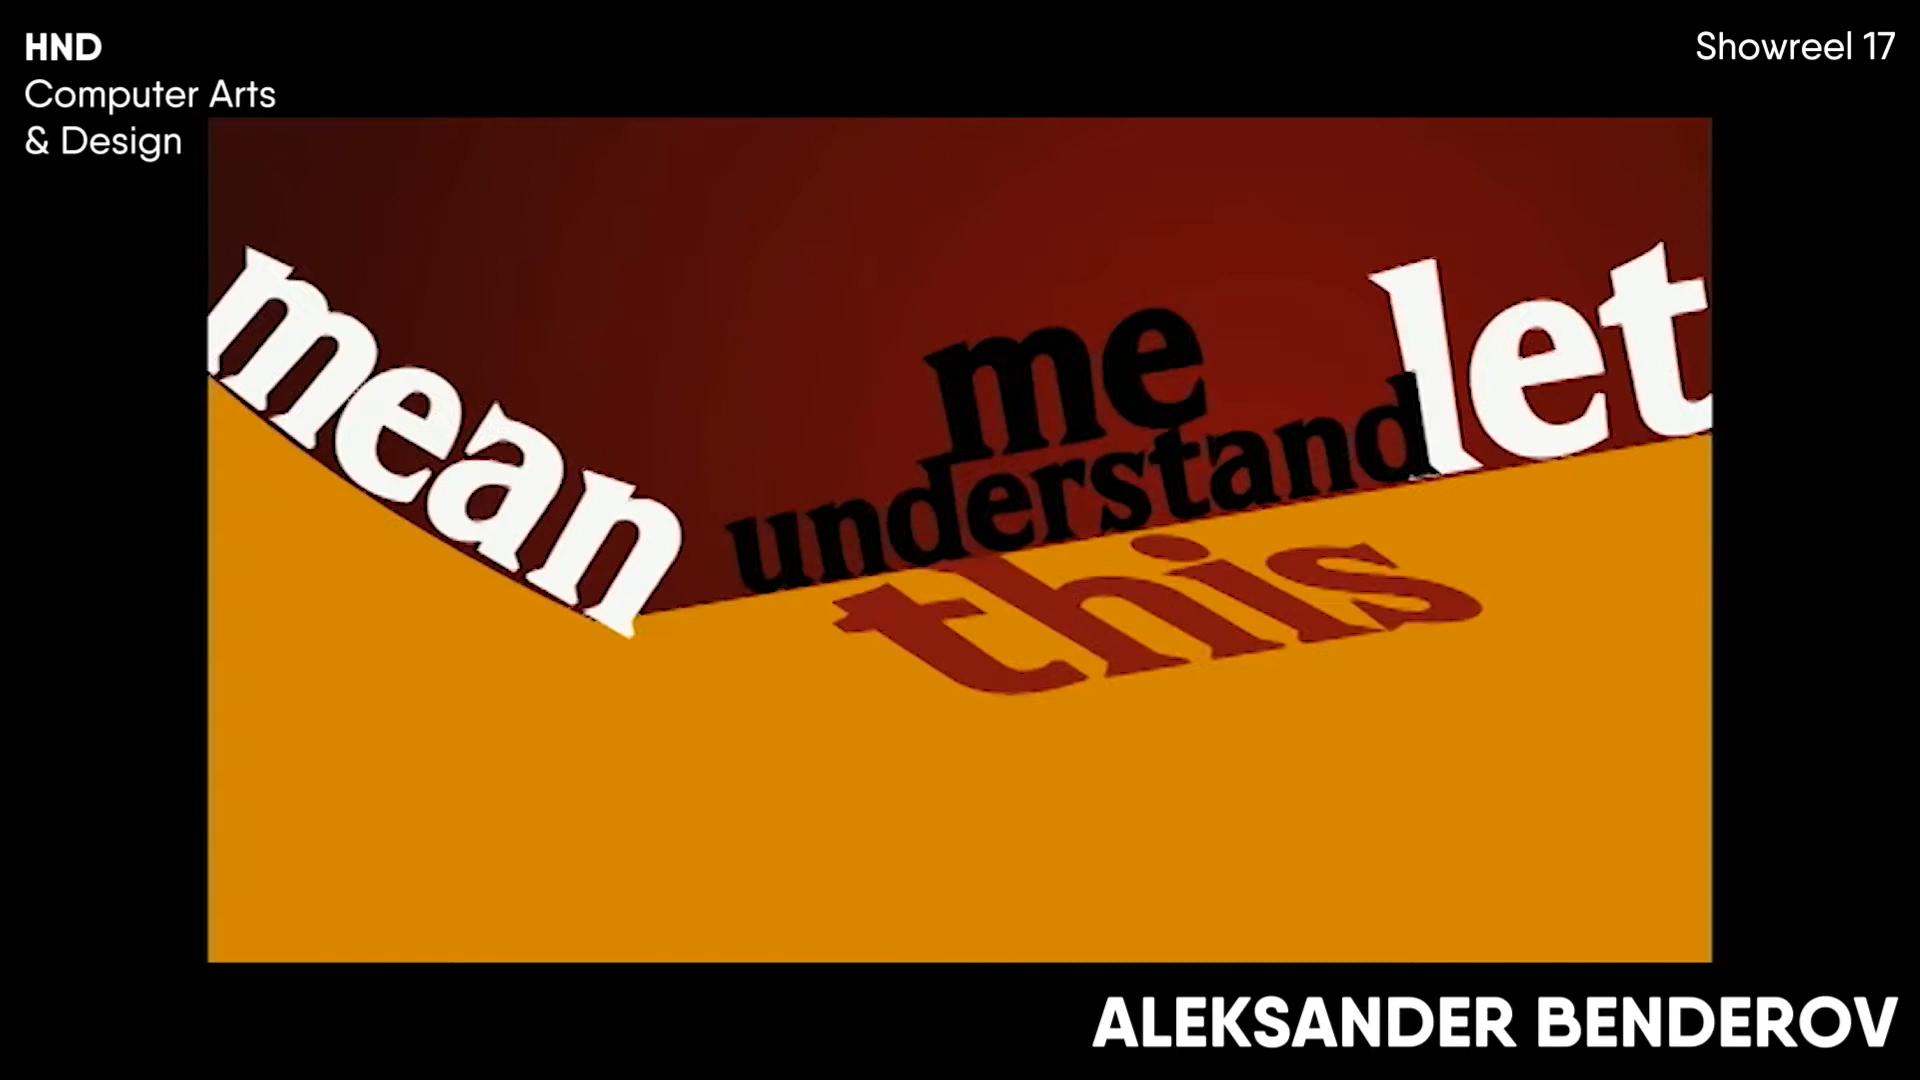 HND
Computer Arts
& Design
Showreel 17
mean
let
me
understand
this
ALEKSANDER BENDEROV